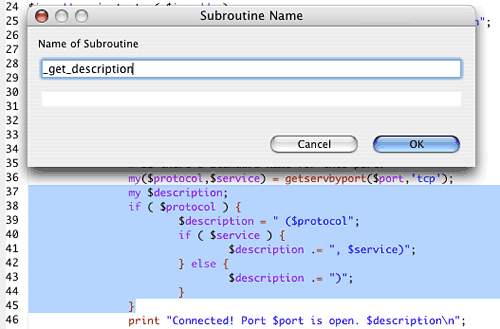 Subroutine Name
Name of Subroutine
_get_description
Cancel
OK
24
25 n";
26
27
28
29
30
31
32
33
34
35
36 my($protocol,$service) = getservbyport($port,'tcp');
37 my $description;
38 if ( $protocol ) {
39 $description = " ($protocol";
40 if ( $service ) {
41 $description .= ", $service)";
42 } else {
43 $description .= ")";
44 }
45 }
46 print "Connected! Port $port is open. $description\n";